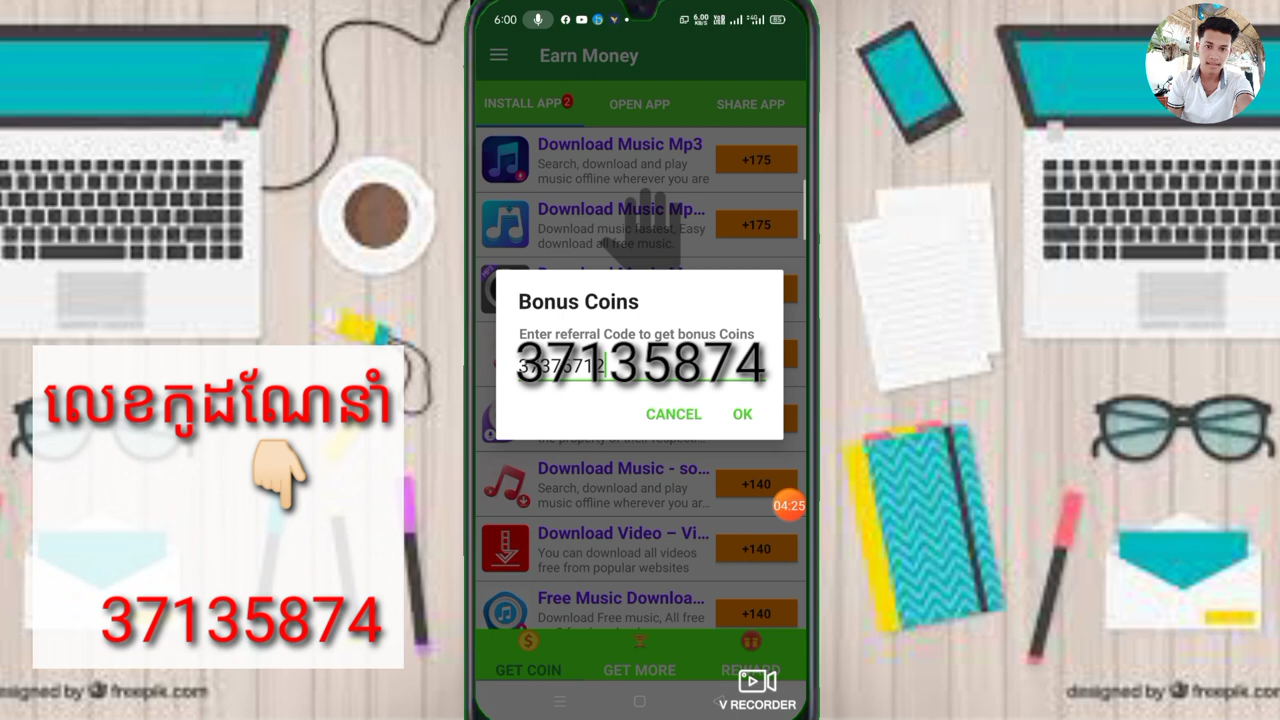 6:00
6.00 KB/S
85
Earn Money
INSTALL APP 2
OPEN APP
SHARE APP
Download Music Mp3
Search, download and play
music offline wherever you are
+175
Download Music Mp...
Download music fastest, Easy
download all free music.
+175
Bonus Coins
Enter referral Code to get bonus Coins
37135874
CANCEL
OK
Download Music - so...
Search, download and play
music offline wherever you ar...
+140
04:25
Download Video – Vi...
You can download all videos
free from popular websites
+140
Free Music Downloa...
Download Free music, All free
+140
GET COIN
GET MORE
V RECORDER
លេខកូដណែនាំ
37135874
designed by freepik.com